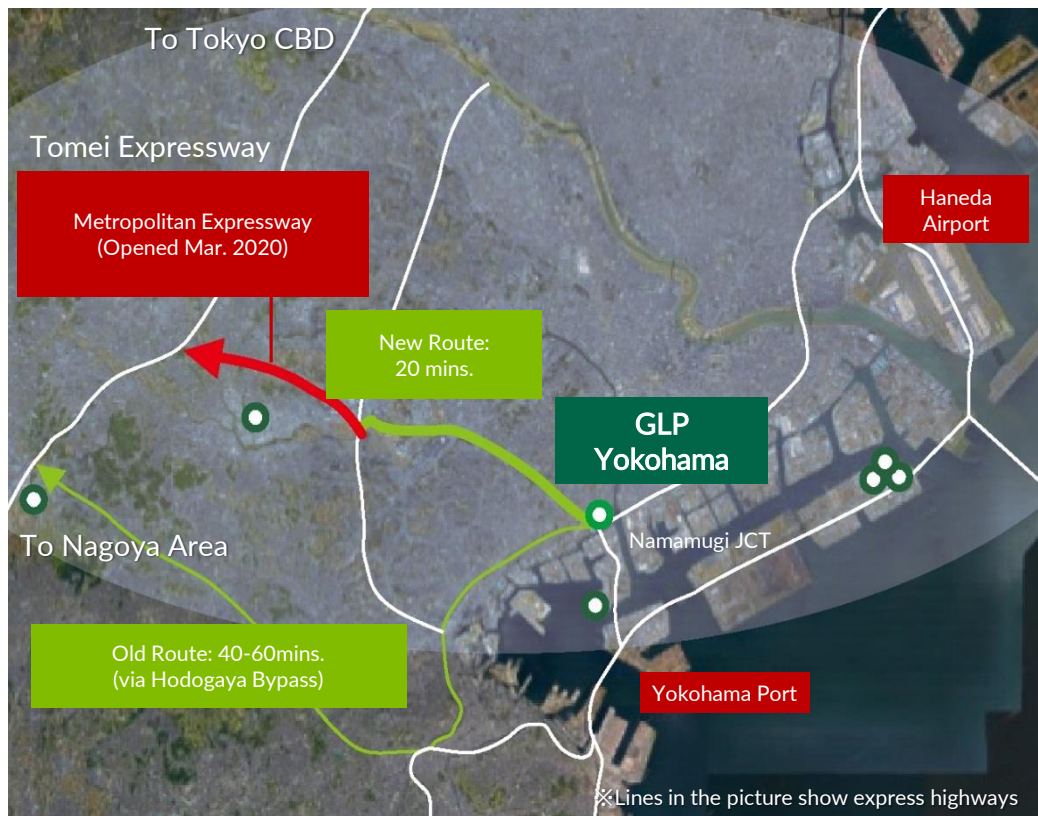 To Tokyo CBD
Tomei Expressway
Metropolitan Expressway
(Opened Mar. 2020)
Haneda
Airport
New Route:
20 mins.
GLP
Yokohama
Namamugi JCT
To Nagoya Area
Old Route: 40-60mins.
(via Hodogaya Bypass)
Yokohama Port
※Lines in the picture show express highways